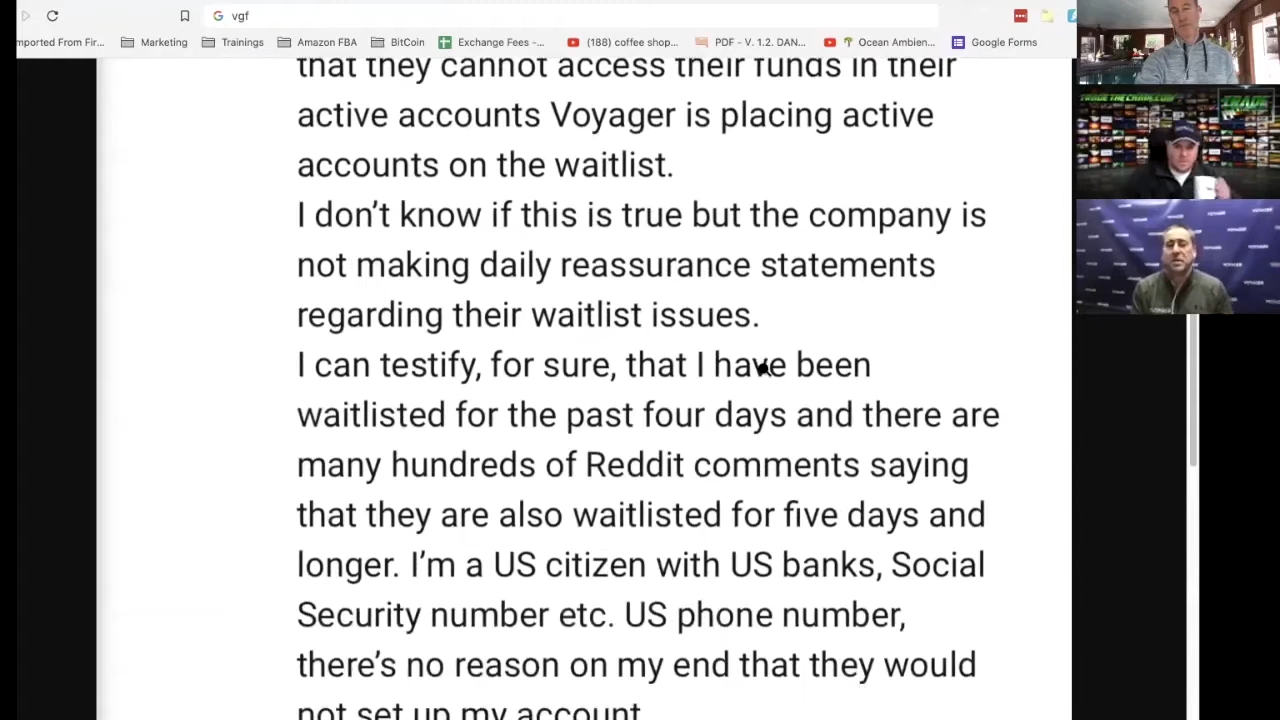 vgf
mported From Fir...
Marketing
Trainings
Amazon FBA
BitCoin
Exchange Fees -...
(188) coffee shop...
PDF - V. 1.2. DAN...
Ocean Ambien...
Google Forms
that they cannot access their funds in their
active accounts Voyager is placing active
accounts on the waitlist.
I don’t know if this is true but the company is
not making daily reassurance statements
regarding their waitlist issues.
I can testify, for sure, that I have been
waitlisted for the past four days and there are
many hundreds of Reddit comments saying
that they are also waitlisted for five days and
longer. I’m a US citizen with US banks, Social
Security number etc. US phone number,
there’s no reason on my end that they would
not set up my account
TRADETHECHAIN.COM
TRADE
VOYAGER
VOYAGER